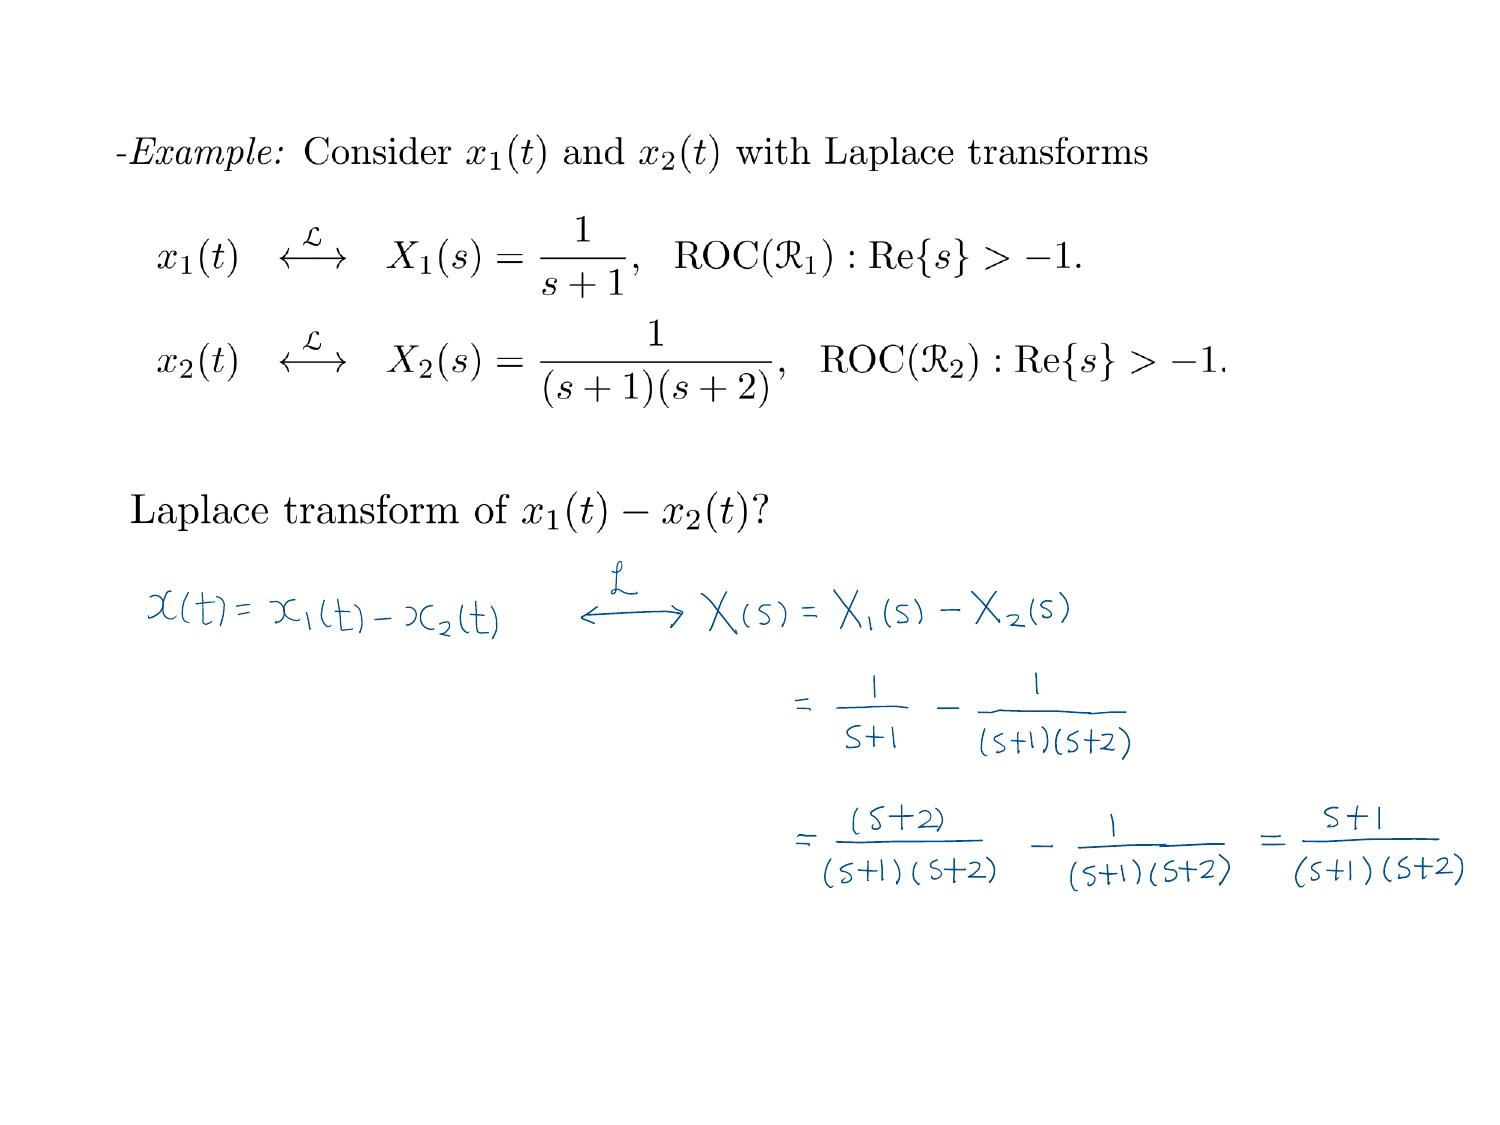 -Example: Consider x₁(t) and x₂(t) with Laplace transforms
x₁(t) ⟷^ℒ X₁(s) = 1/(s + 1), ROC(ℛ₁) : Re{s} > −1.
x₂(t) ⟷^ℒ X₂(s) = 1/((s + 1)(s + 2)), ROC(ℛ₂) : Re{s} > −1.
Laplace transform of x₁(t) − x₂(t)?
x(t) = x₁(t) − x₂(t) ⟷^ℒ X(s) = X₁(s) − X₂(s)
= 1/(s+1) − 1/((s+1)(s+2))
= (s+2)/((s+1)(s+2)) − 1/((s+1)(s+2)) = s+1/((s+1)(s+2))